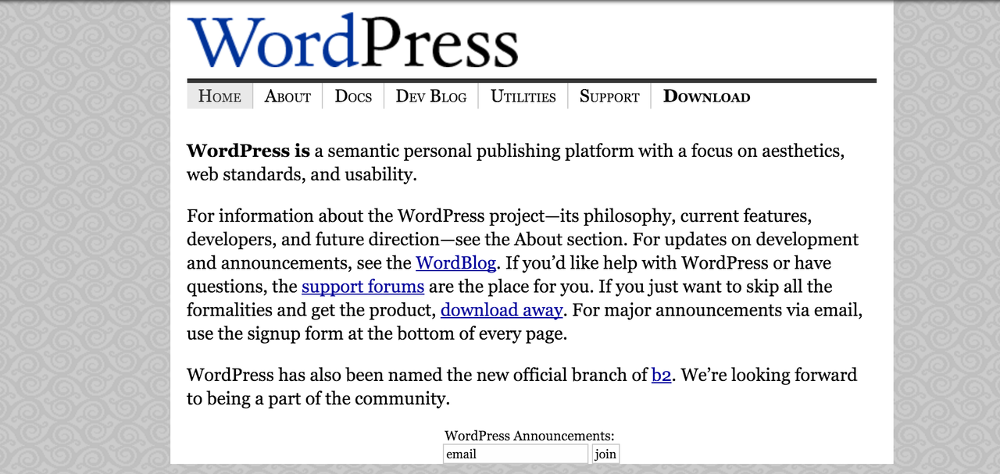 WordPress
Home About Docs Dev Blog Utilities Support Download
WordPress is a semantic personal publishing platform with a focus on aesthetics,
web standards, and usability.
For information about the WordPress project—its philosophy, current features,
developers, and future direction—see the About section. For updates on development
and announcements, see the WordBlog. If you’d like help with WordPress or have
questions, the support forums are the place for you. If you just want to skip all the
formalities and get the product, download away. For major announcements via email,
use the signup form at the bottom of every page.
WordPress has also been named the new official branch of b2. We’re looking forward
to being a part of the community.
WordPress Announcements:
email join